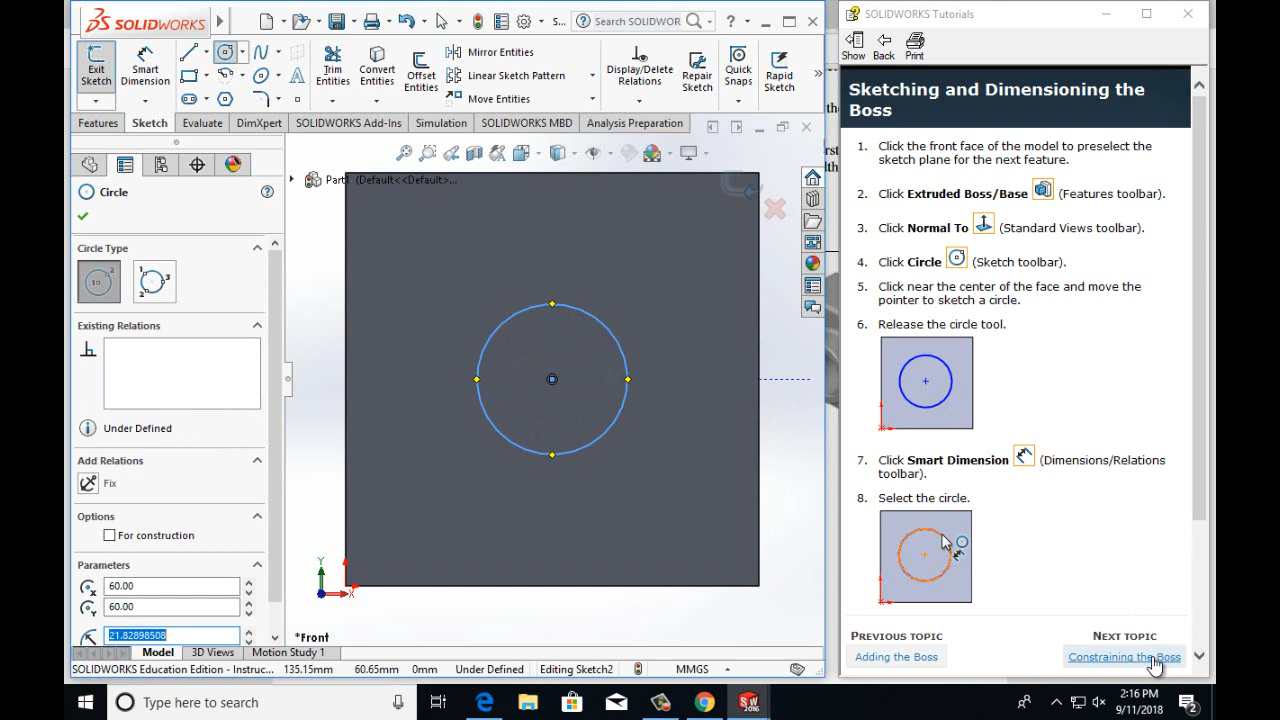 SOLIDWORKS
S...
Search SOLIDWOR
?
Exit Sketch
Smart Dimension
Trim Entities
Convert Entities
Offset Entities
Mirror Entities
Linear Sketch Pattern
Move Entities
Display/Delete Relations
Repair Sketch
Quick Snaps
Rapid Sketch
Features
Sketch
Evaluate
DimXpert
SOLIDWORKS Add-Ins
Simulation
SOLIDWORKS MBD
Analysis Preparation
Circle
Circle Type
Existing Relations
Under Defined
Add Relations
Fix
Options
For construction
Parameters
60.00
60.00
21.82898508
(Default<<Default>...
Y
X
*Front
Model
3D Views
Motion Study 1
SOLIDWORKS Education Edition - Instruc...
135.15mm
60.65mm
0mm
Under Defined
Editing Sketch2
MMGS
SOLIDWORKS Tutorials
Show
Back
Print
Sketching and Dimensioning the
Boss
1. Click the front face of the model to preselect the
sketch plane for the next feature.
2. Click Extruded Boss/Base (Features toolbar).
3. Click Normal To (Standard Views toolbar).
4. Click Circle (Sketch toolbar).
5. Click near the center of the face and move the
pointer to sketch a circle.
6. Release the circle tool.
7. Click Smart Dimension (Dimensions/Relations
toolbar).
8. Select the circle.
PREVIOUS TOPIC
Adding the Boss
NEXT TOPIC
Constraining the Boss
Type here to search
SW
2016
2:16 PM
9/11/2018
2